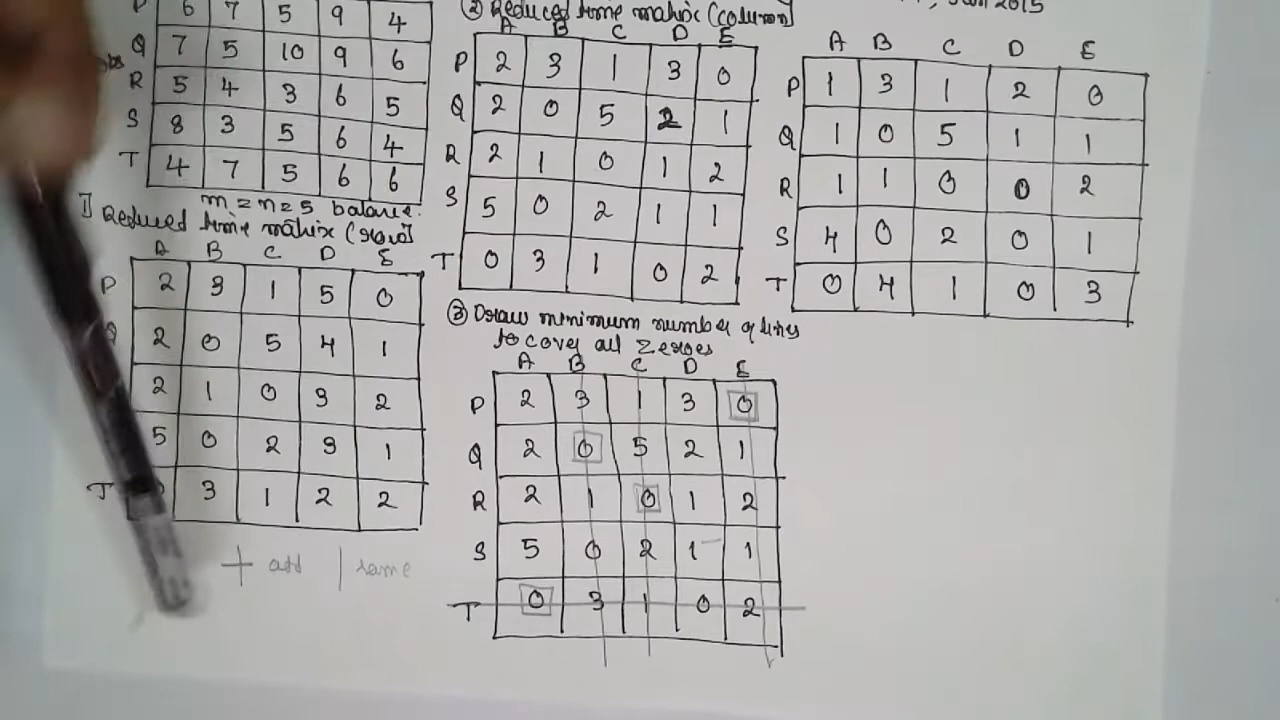 P 6 7 5 9 4
Q 7 5 10 9 6
R 5 4 3 6 5
S 8 3 5 6 4
T 4 7 5 6 6
m = n = 5 balance.
I] Reduced time matrix (row)
A B C D E
P 2 3 1 5 0
Q 2 0 5 4 1
2 1 0 3 2
5 0 2 3 1
T 3 1 2 2
+ add | same
② Reduced time matrix (column)
A B C D E
P 2 3 1 3 0
Q 2 0 5 2 1
R 2 1 0 1 2
S 5 0 2 1 1
T 0 3 1 0 2
③ Draw minimum number of lines
to cover all zeroes
A B C D E
P 2 3 1 3 0
Q 2 0 5 2 1
R 2 1 0 1 2
S 5 0 2 1 1
T 0 3 1 0 2
2015
A B C D E
P 1 3 1 2 0
Q 1 0 5 1 1
R 1 1 0 0 2
S 4 0 2 0 1
T 0 4 1 0 3